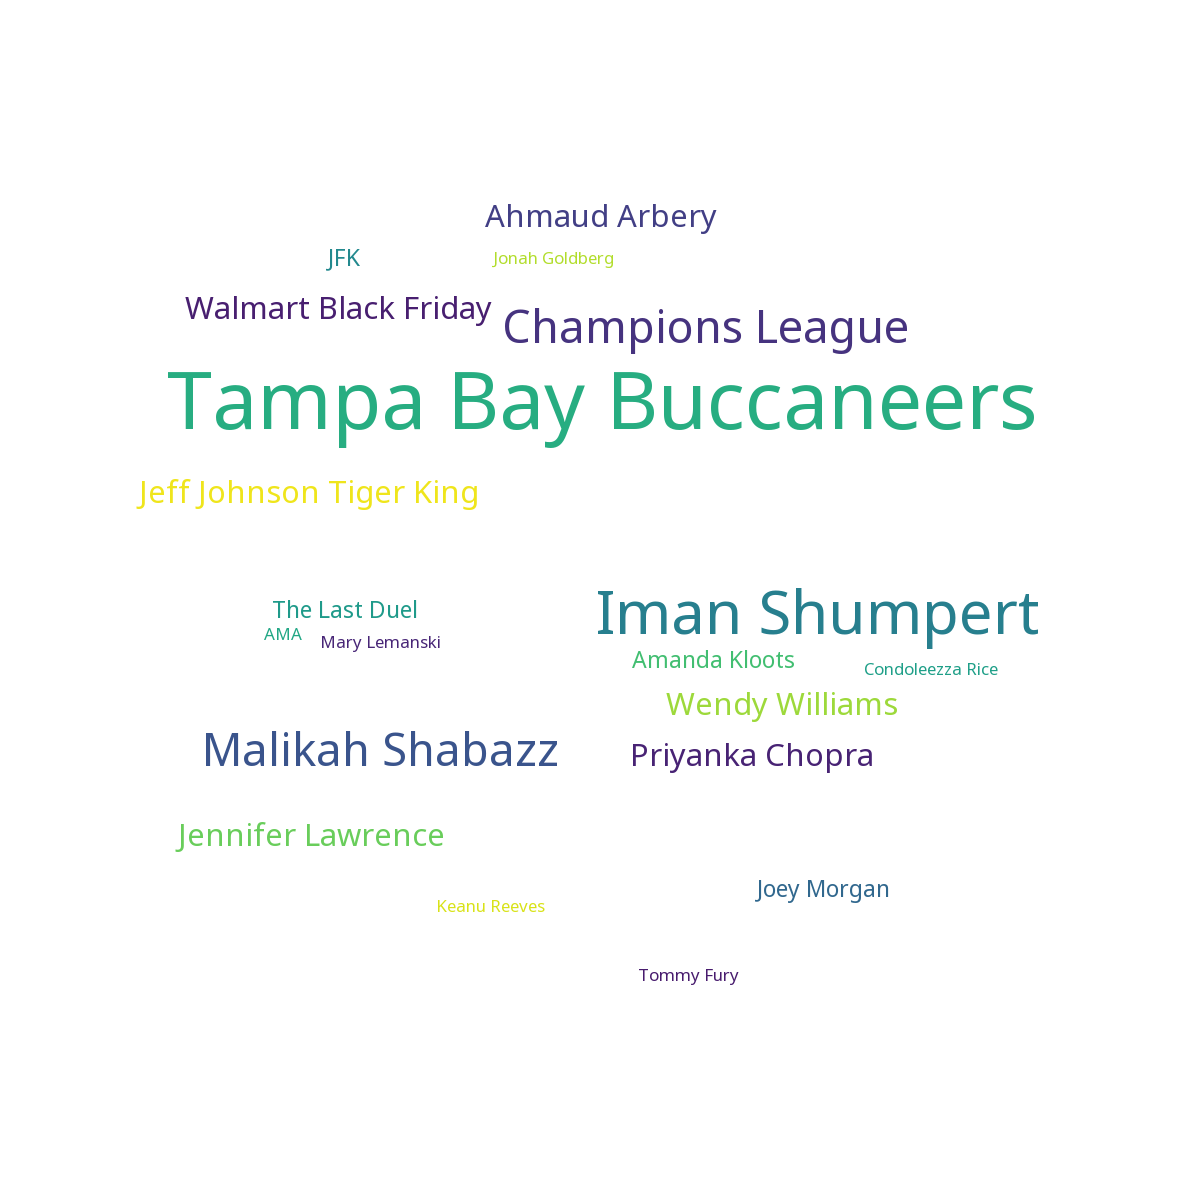 Ahmaud Arbery
JFK
Jonah Goldberg
Walmart Black Friday
Champions League
Tampa Bay Buccaneers
Jeff Johnson Tiger King
The Last Duel
Iman Shumpert
AMA
Mary Lemanski
Amanda Kloots
Condoleezza Rice
Wendy Williams
Malikah Shabazz
Priyanka Chopra
Jennifer Lawrence
Joey Morgan
Keanu Reeves
Tommy Fury